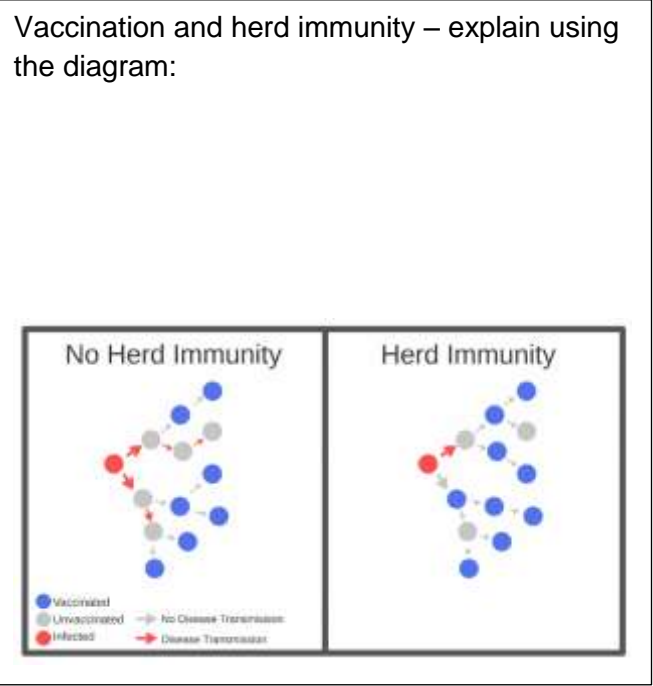 Vaccination and herd immunity – explain using
the diagram:
No Herd Immunity
Herd Immunity
Vaccinated
Unvaccinated
No Disease Transmission
Infected
Disease Transmission